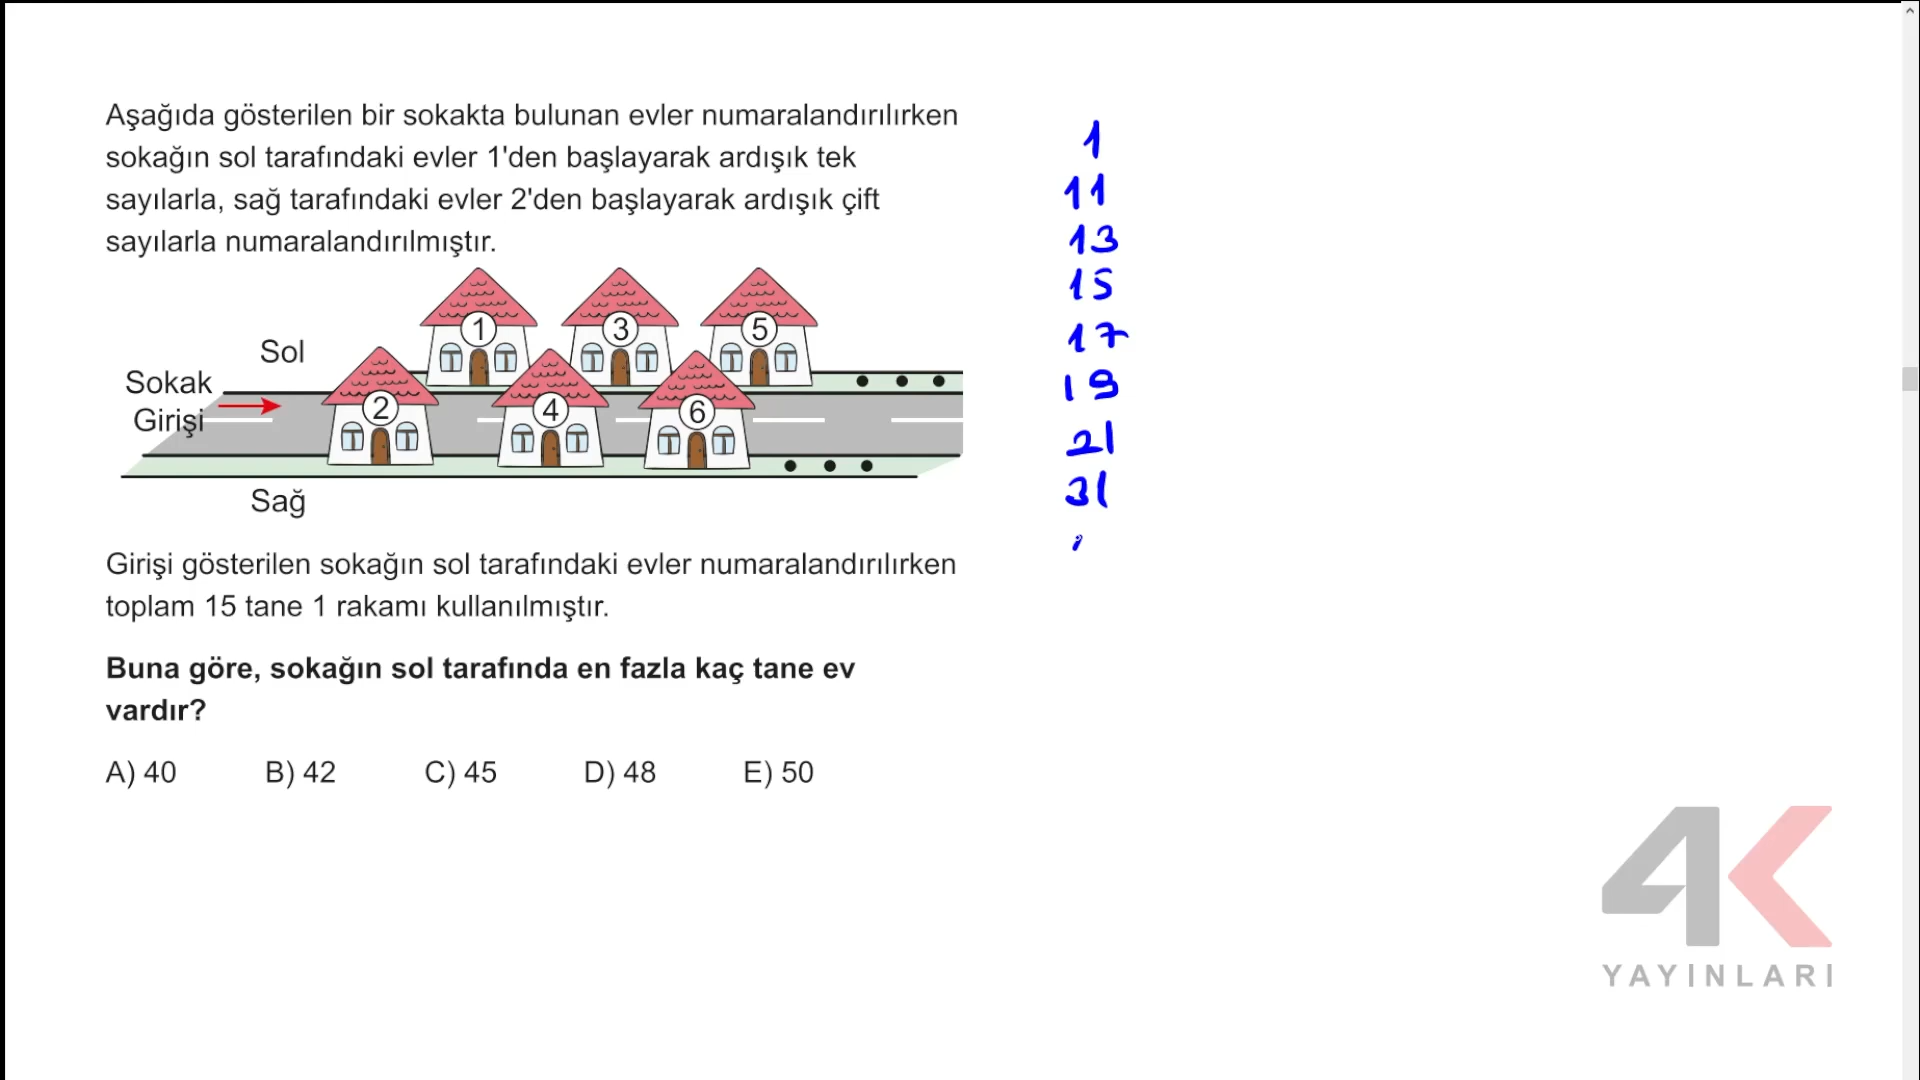 Aşağıda gösterilen bir sokakta bulunan evler numaralandırılırken
sokağın sol tarafındaki evler 1'den başlayarak ardışık tek
sayılarla, sağ tarafındaki evler 2'den başlayarak ardışık çift
sayılarla numaralandırılmıştır.
1 3 5
Sol
Sokak
Girişi
2 4 6
Sağ
Girişi gösterilen sokağın sol tarafındaki evler numaralandırılırken
toplam 15 tane 1 rakamı kullanılmıştır.
Buna göre, sokağın sol tarafında en fazla kaç tane ev
vardır?
A) 40 B) 42 C) 45 D) 48 E) 50
1
11
13
15
17
19
21
31
4K
YAYINLARI